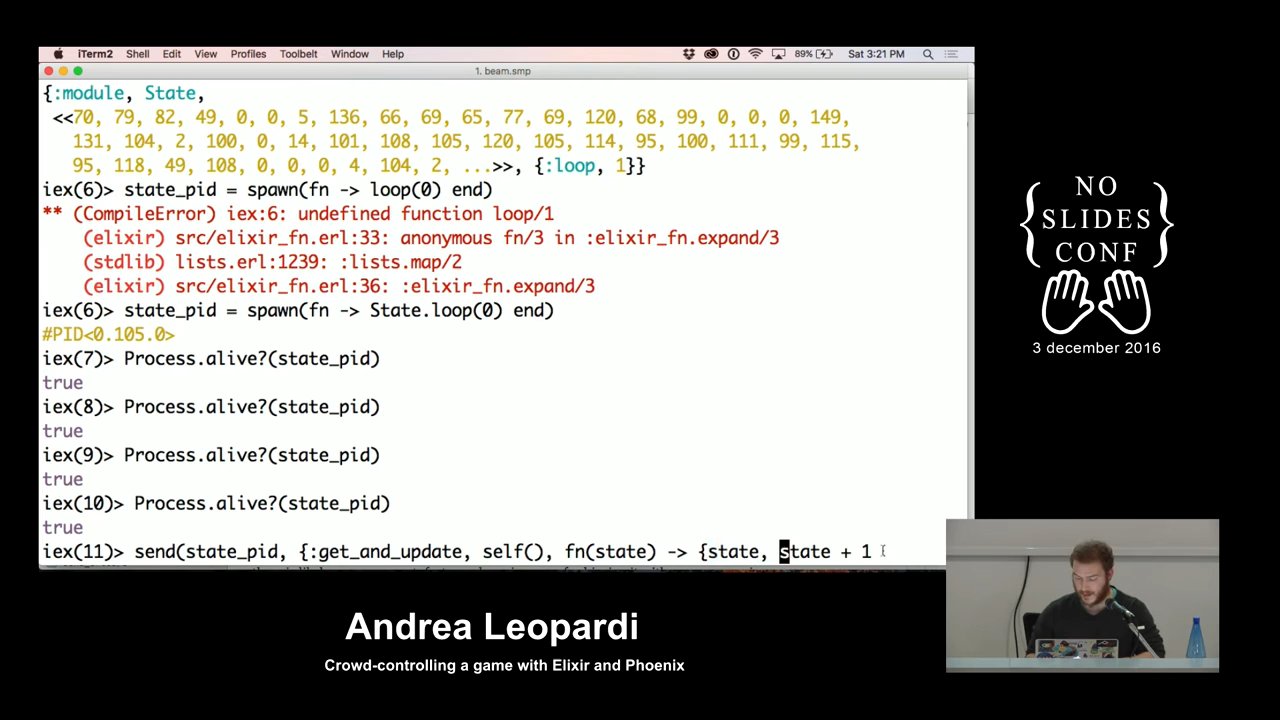 iTerm2 Shell Edit View Profiles Toolbelt Window Help 89% Sat 3:21 PM
1. beam.smp
{:module, State,
<<70, 79, 82, 49, 0, 0, 5, 136, 66, 69, 65, 77, 69, 120, 68, 99, 0, 0, 0, 149,
131, 104, 2, 100, 0, 14, 101, 108, 105, 120, 105, 114, 95, 100, 111, 99, 115,
95, 118, 49, 108, 0, 0, 0, 4, 104, 2, ...>>, {:loop, 1}}
iex(6)> state_pid = spawn(fn -> loop(0) end)
** (CompileError) iex:6: undefined function loop/1
(elixir) src/elixir_fn.erl:33: anonymous fn/3 in :elixir_fn.expand/3
(stdlib) lists.erl:1239: :lists.map/2
(elixir) src/elixir_fn.erl:36: :elixir_fn.expand/3
iex(6)> state_pid = spawn(fn -> State.loop(0) end)
#PID<0.105.0>
iex(7)> Process.alive?(state_pid)
true
iex(8)> Process.alive?(state_pid)
true
iex(9)> Process.alive?(state_pid)
true
iex(10)> Process.alive?(state_pid)
true
iex(11)> send(state_pid, {:get_and_update, self(), fn(state) -> {state, state + 1
NO
SLIDES
CONF
3 december 2016
Andrea Leopardi
Crowd-controlling a game with Elixir and Phoenix